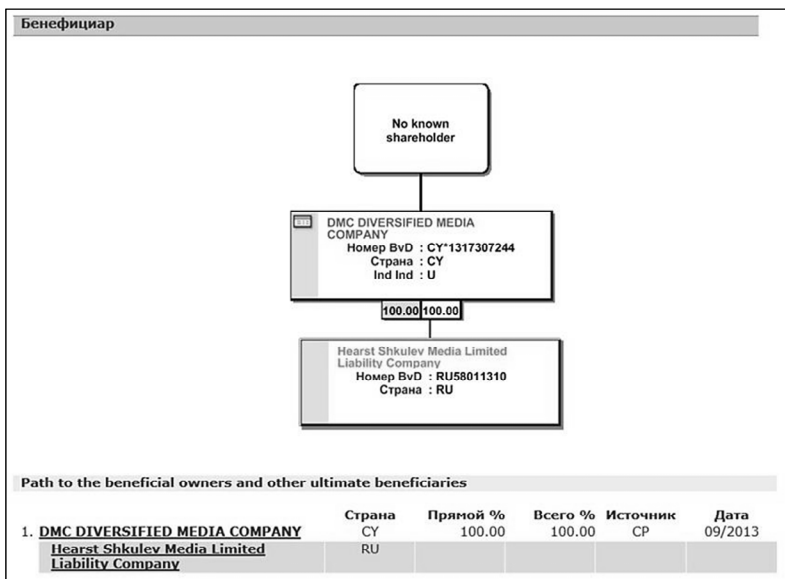 Бенефициар
No known
shareholder
DMC DIVERSIFIED MEDIA
COMPANY
Номер BvD : CY*1317307244
Страна : CY
Ind Ind : U
100.00 100.00
Hearst Shkulev Media Limited
Liability Company
Номер BvD : RU58011310
Страна : RU
Path to the beneficial owners and other ultimate beneficiaries
Страна Прямой % Всего % Источник Дата
1. DMC DIVERSIFIED MEDIA COMPANY CY 100.00 100.00 CP 09/2013
Hearst Shkulev Media Limited RU
Liability Company